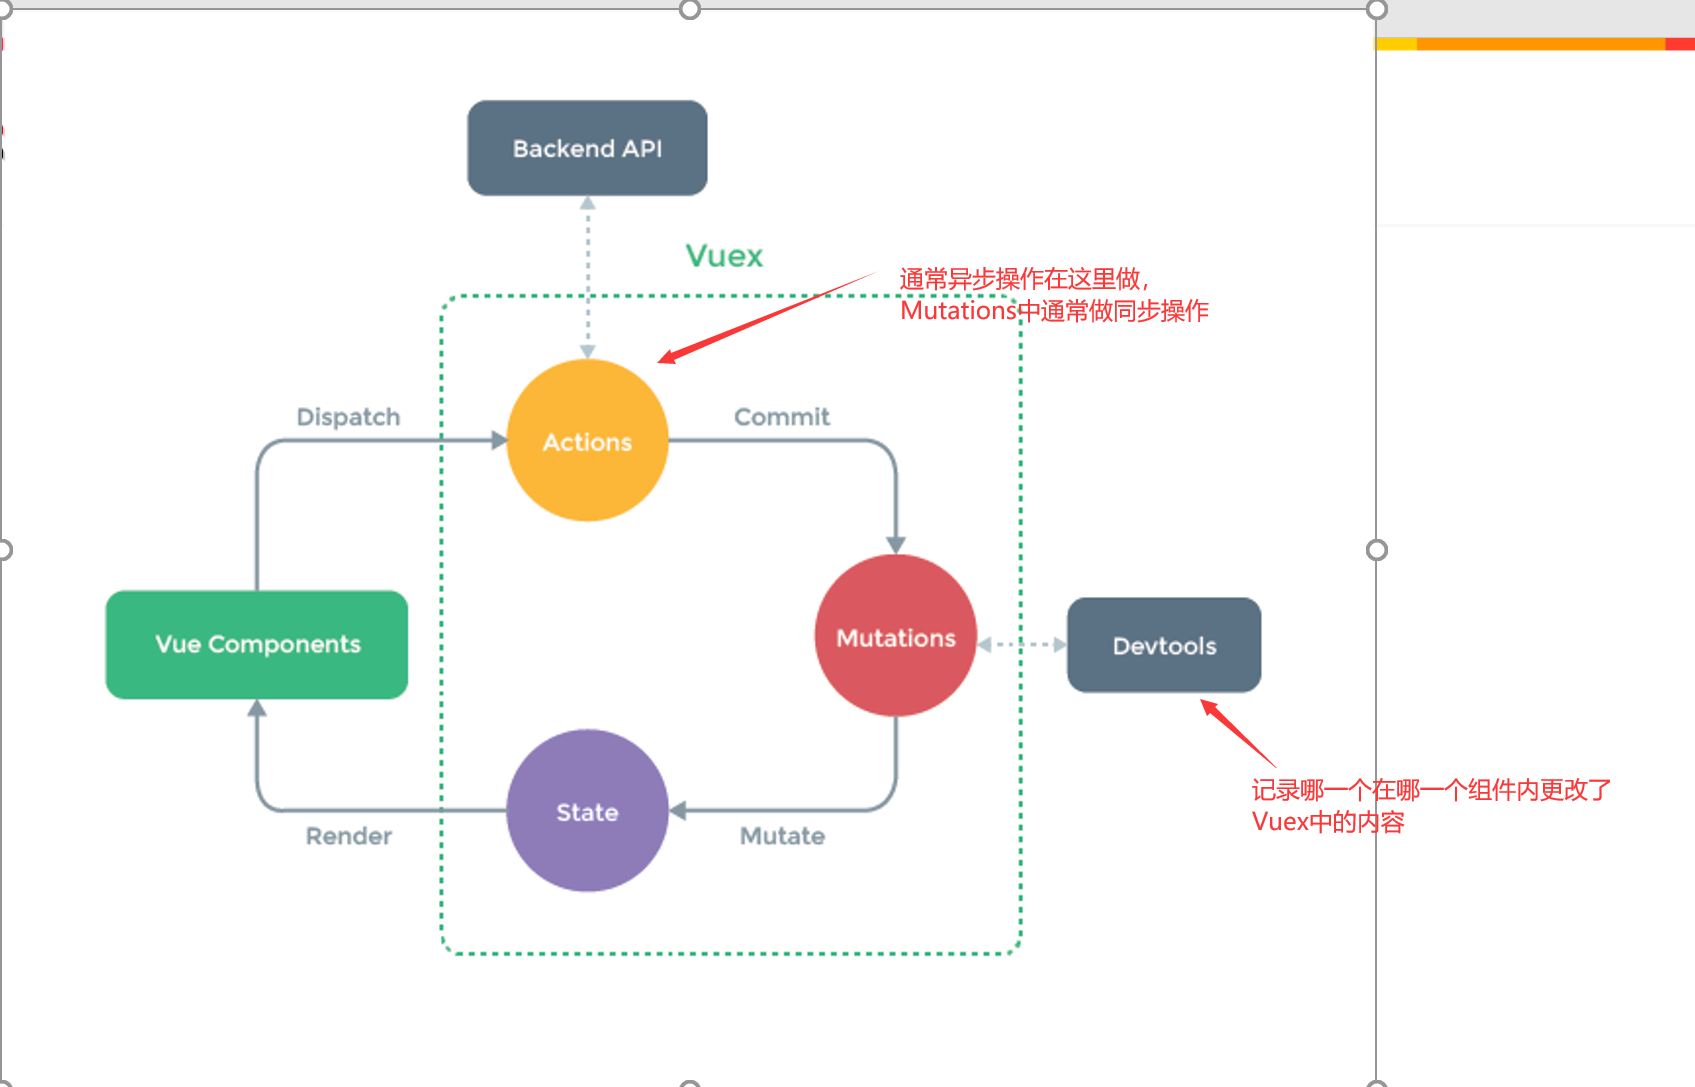 Backend API
Vuex
通常异步操作在这里做，
Mutations中通常做同步操作
Dispatch
Commit
Actions
Vue Components
Mutations
Devtools
记录哪一个在哪一个组件内更改了
Vuex中的内容
State
Render
Mutate